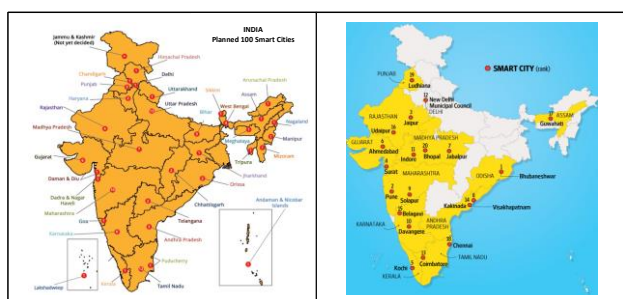 INDIA
Planned 100 Smart Cities
Jammu & Kashmir
(Not yet decided)
Himachal Pradesh
Chandigarh
Delhi
Punjab
Haryana
Uttarakhand
Uttar Pradesh
Rajasthan
Bihar
Sikkim
West Bengal
Assam
Arunachal Pradesh
Nagaland
Meghalaya
Manipur
Madhya Pradesh
Mizoram
Tripura
Gujarat
Jharkhand
Daman & Diu
Orissa
Chhattisgarh
Dadra & Nagar
Haveli
Maharashtra
Andaman & Nicobar
Islands
Goa
Telangana
Karnataka
Andhra Pradesh
Puducherry
Lakshadweep
Kerala
Tamil Nadu
SMART CITY (rank)
PUNJAB
Ludhiana
New Delhi
Municipal Council
DELHI
RAJASTHAN
Jaipur
Udaipur
ASSAM
Guwahati
MADHYA PRADESH
GUJARAT
Ahmedabad
Indore
Bhopal
Jabalpur
Surat
MAHARASHTRA
ODISHA
Bhubaneshwar
Pune
Solapur
Kakinada
Visakhapatnam
Belagavi
KARNATAKA
Davangere
ANDHRA
PRADESH
Chennai
Coimbatore
TAMIL NADU
Kochi
KERALA